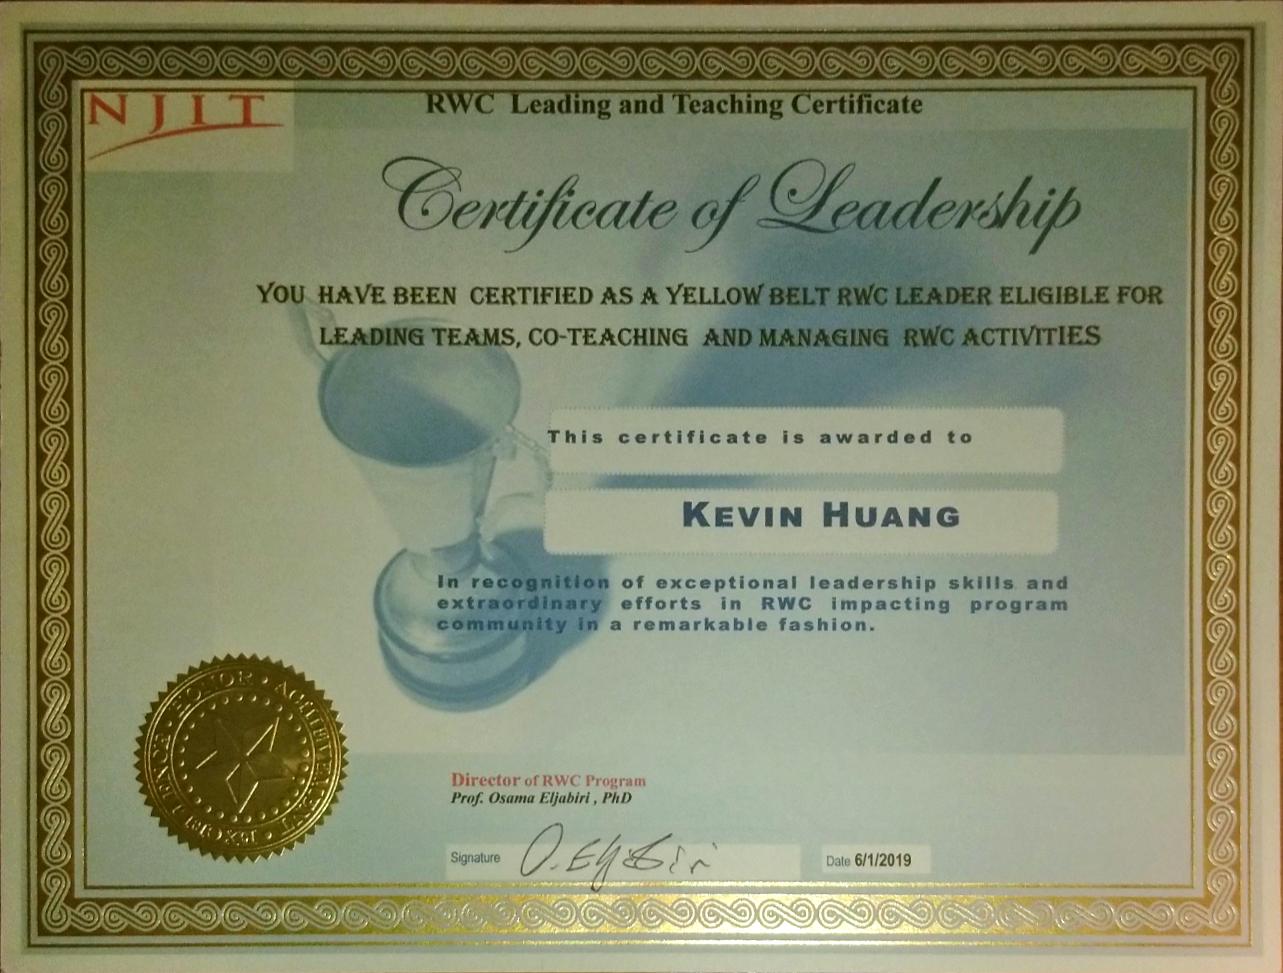 NJIT
RWC Leading and Teaching Certificate
Certificate of Leadership
YOU HAVE BEEN CERTIFIED AS A YELLOW BELT RWC LEADER ELIGIBLE FOR
LEADING TEAMS, CO-TEACHING AND MANAGING RWC ACTIVITIES
This certificate is awarded to
KEVIN HUANG
In recognition of exceptional leadership skills and
extraordinary efforts in RWC impacting program
community in a remarkable fashion.
HONOR • ACHIEVEMENT • EXCELLENCE •
Director of RWC Program
Prof. Osama Eljabiri , PhD
Signature O. Eljabiri
Date 6/1/2019